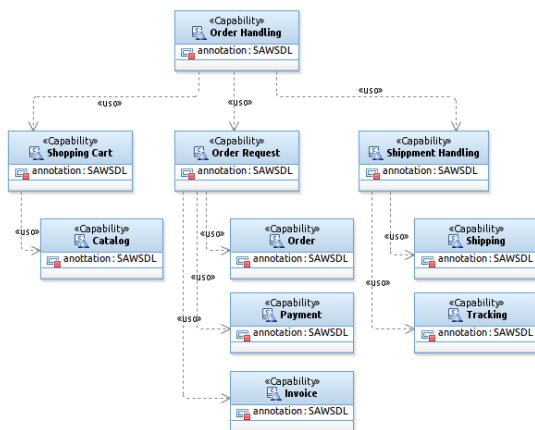 «Capability»
Order Handling
annotation: SAWSDL
«uso»
«uso»
«uso»
«Capability»
Shopping Cart
annotation: SAWSDL
«Capability»
Order Request
annotation: SAWSDL
«Capability»
Shippment Handling
annotation: SAWSDL
«uso»
«uso»
«uso»
«uso»
«uso»
«uso»
«Capability»
Catalog
anottation: SAWSDL
«Capability»
Order
annotation: SAWSDL
«Capability»
Shipping
annotation: SAWSDL
«Capability»
Payment
annotation: SAWSDL
«Capability»
Tracking
annotation: SAWSDL
«Capability»
Invoice
annotation: SAWSDL